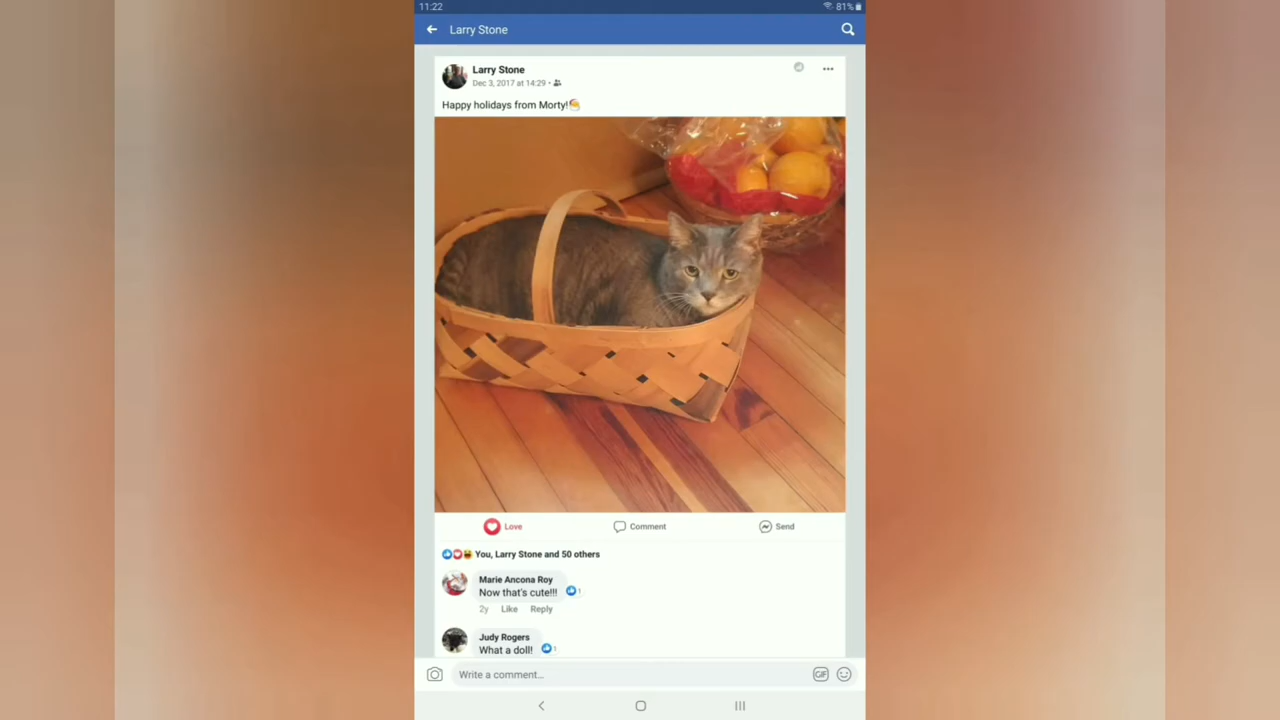 11:22
81%
Larry Stone
Larry Stone
Dec 3, 2017 at 14:29 •
Happy holidays from Morty!
Love
Comment
Send
You, Larry Stone and 50 others
Marie Ancona Roy
Now that's cute!!!
1
2y Like Reply
Judy Rogers
What a doll!
1
Write a comment...
GIF